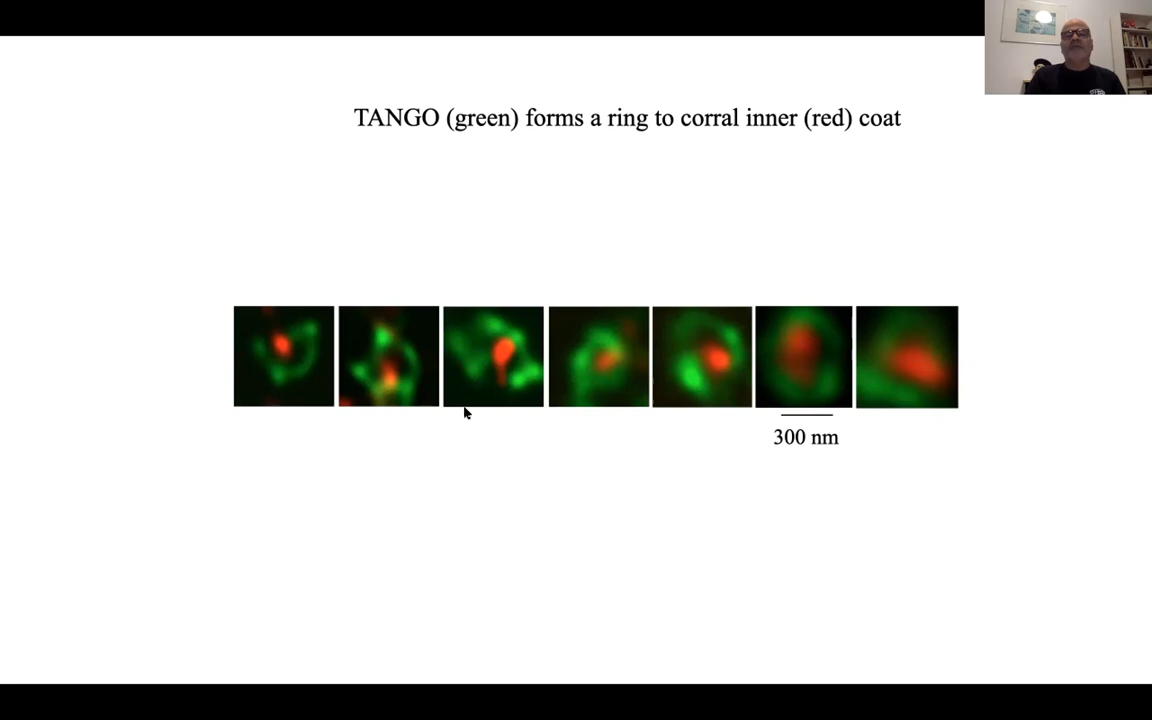 TANGO (green) forms a ring to corral inner (red) coat
300 nm